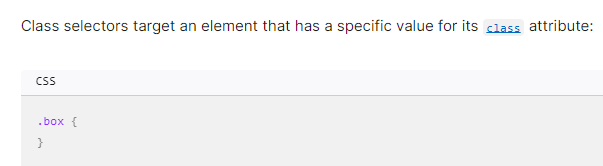 Class selectors target an element that has a specific value for its class attribute:
CSS
.box {
}